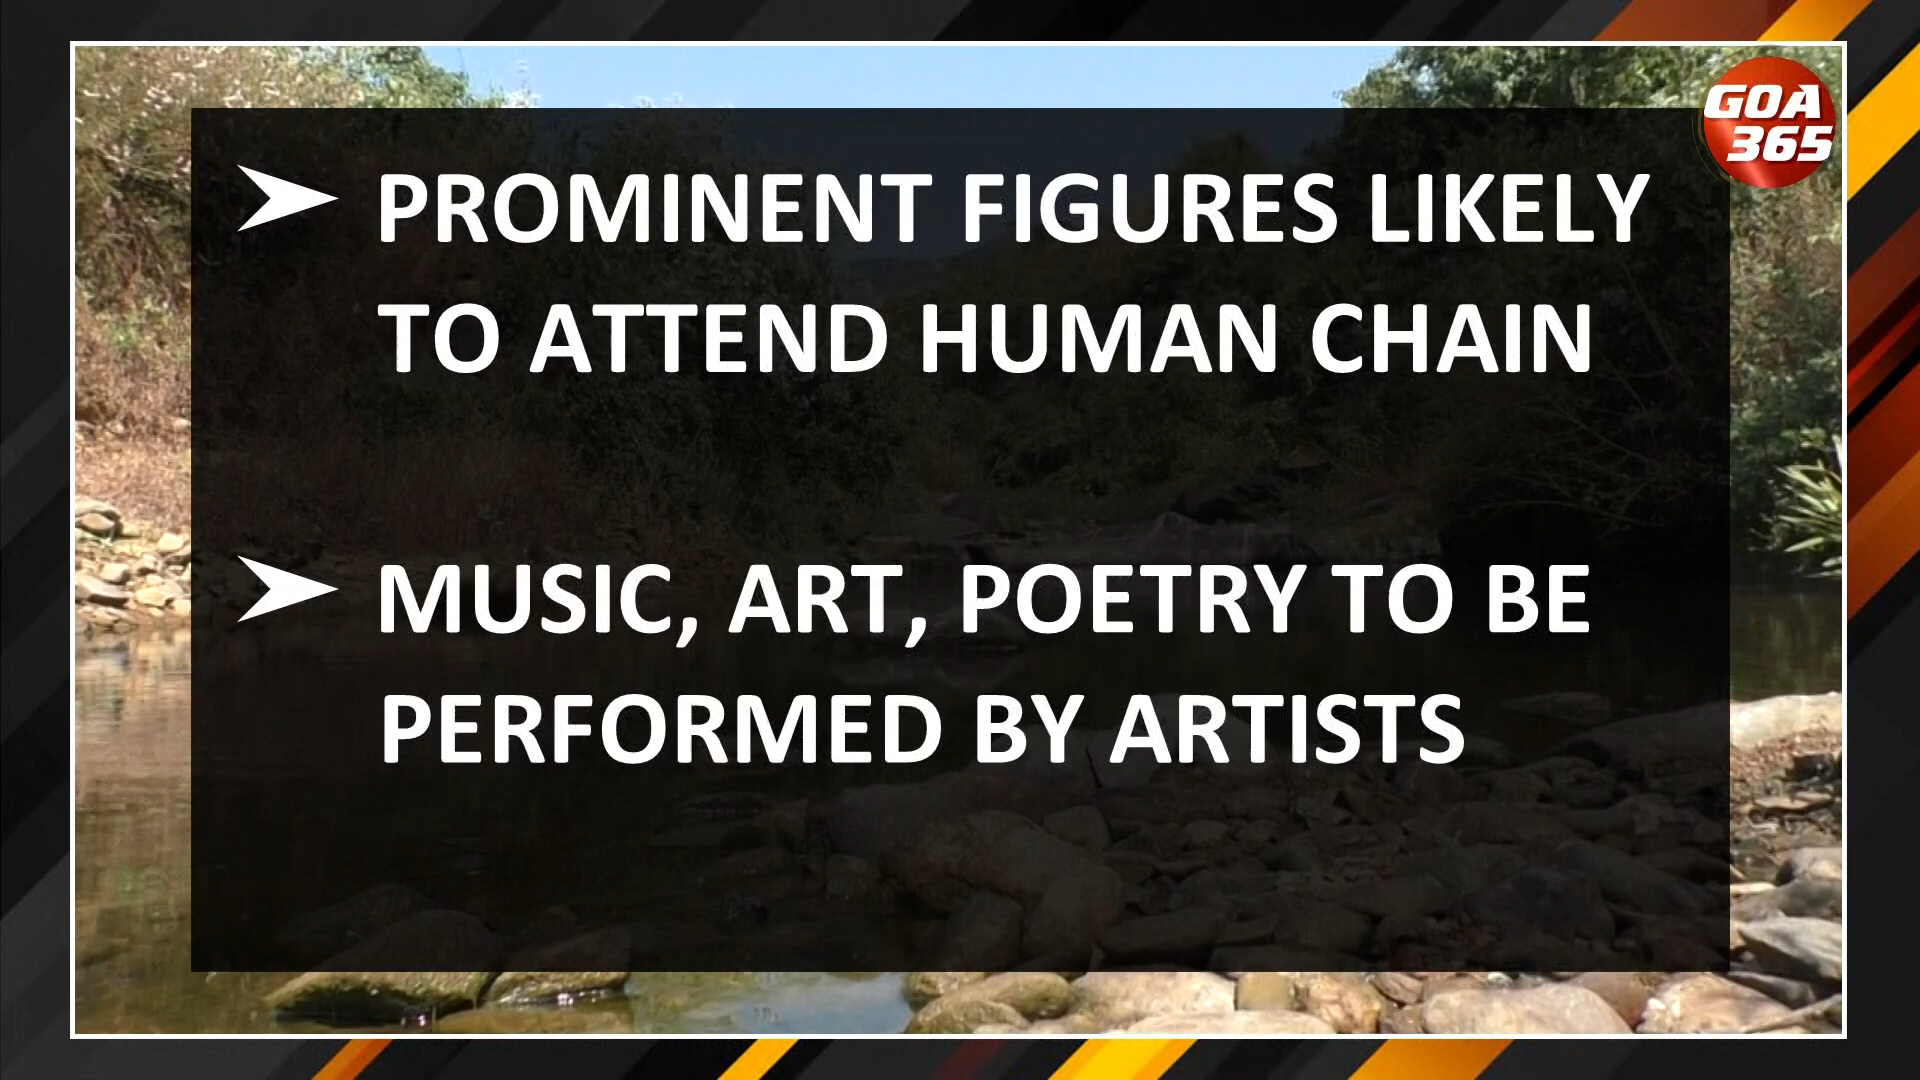 GOA
365
PROMINENT FIGURES LIKELY
TO ATTEND HUMAN CHAIN
MUSIC, ART, POETRY TO BE
PERFORMED BY ARTISTS